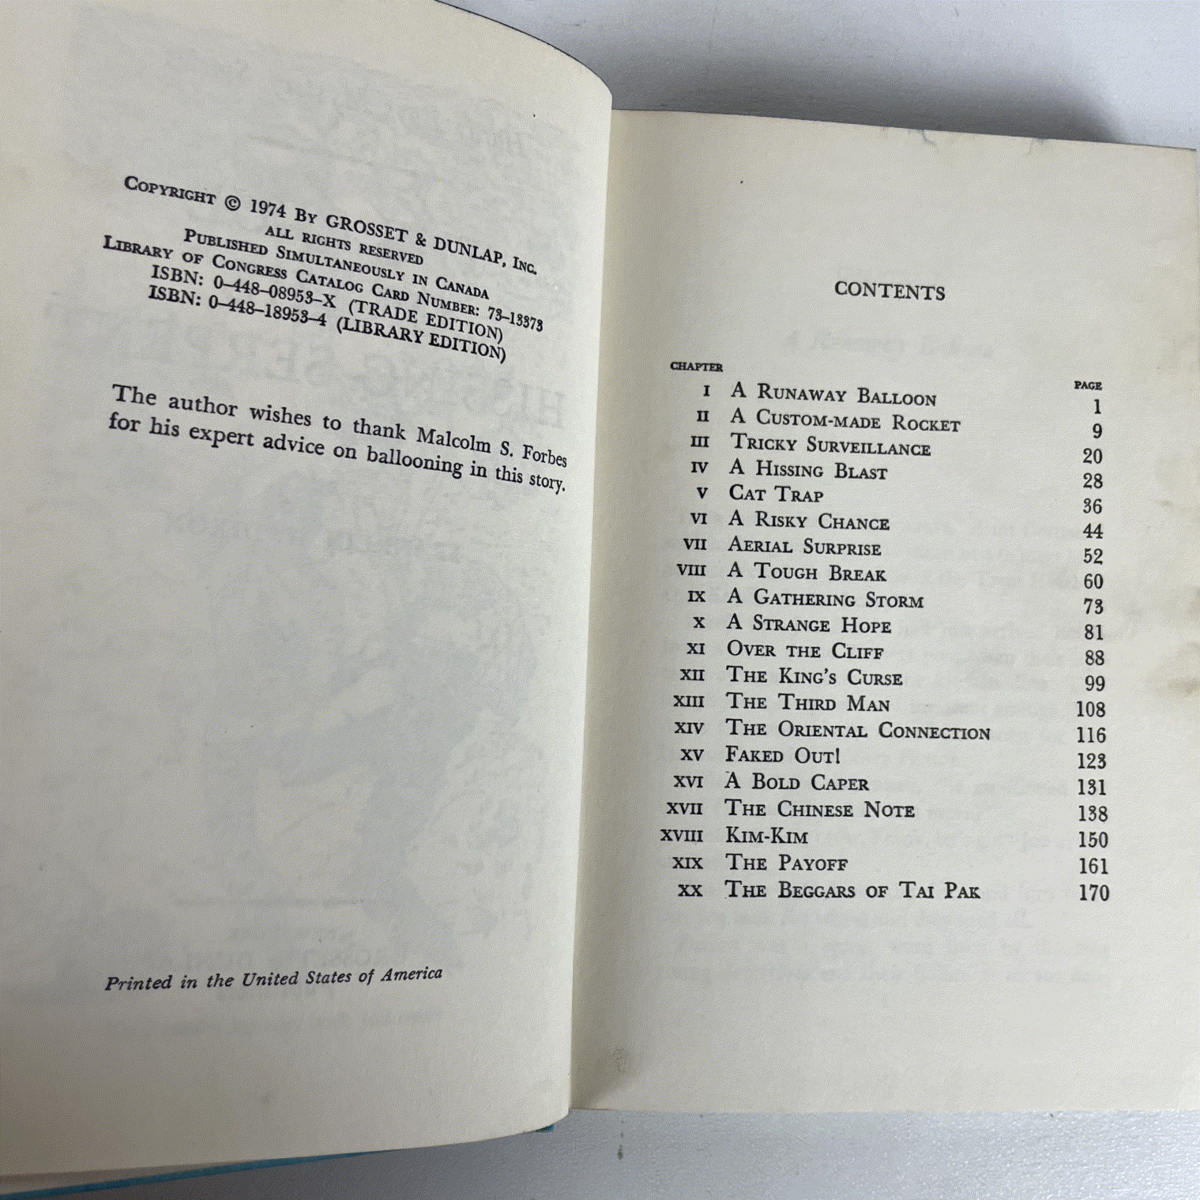 COPYRIGHT © 1974 BY GROSSET & DUNLAP, INC.
ALL RIGHTS RESERVED
PUBLISHED SIMULTANEOUSLY IN CANADA
LIBRARY OF CONGRESS CATALOG CARD NUMBER: 73-13373
ISBN: 0-448-08953-X (TRADE EDITION)
ISBN: 0-448-18953-4 (LIBRARY EDITION)
The author wishes to thank Malcolm S. Forbes
for his expert advice on ballooning in this story.
Printed in the United States of America
CONTENTS
CHAPTER PAGE
I A RUNAWAY BALLOON 1
II A CUSTOM-MADE ROCKET 9
III TRICKY SURVEILLANCE 20
IV A HISSING BLAST 28
V CAT TRAP 36
VI A RISKY CHANCE 44
VII AERIAL SURPRISE 52
VIII A TOUGH BREAK 60
IX A GATHERING STORM 73
X A STRANGE HOPE 81
XI OVER THE CLIFF 88
XII THE KING'S CURSE 99
XIII THE THIRD MAN 108
XIV THE ORIENTAL CONNECTION 116
XV FAKED OUT! 123
XVI A BOLD CAPER 131
XVII THE CHINESE NOTE 138
XVIII KIM-KIM 150
XIX THE PAYOFF 161
XX THE BEGGARS OF TAI PAK 170